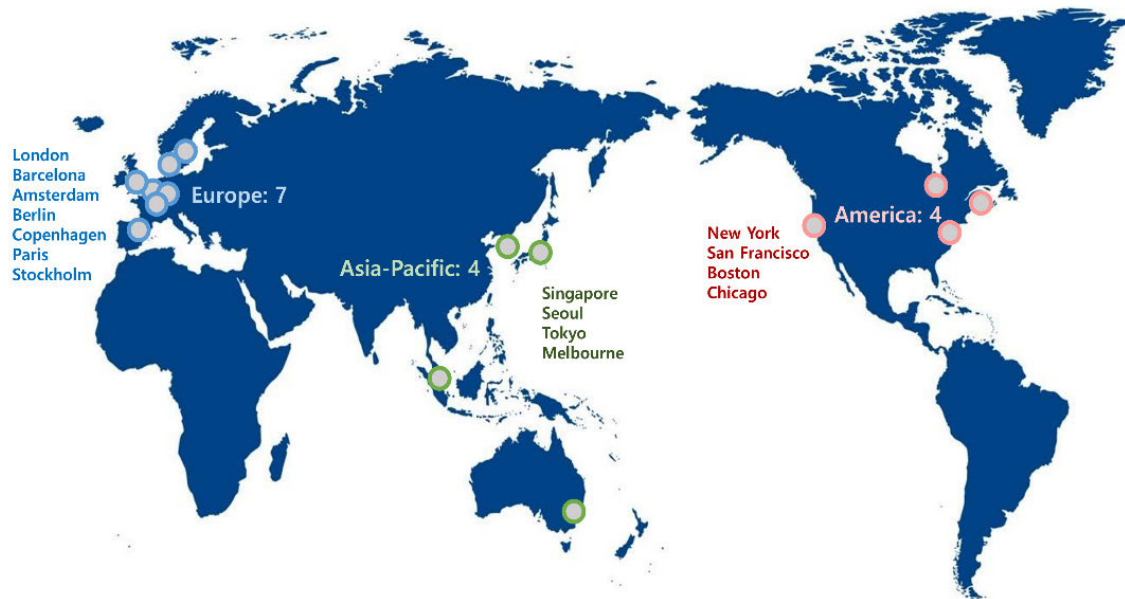 London
Barcelona
Amsterdam
Berlin
Copenhagen
Paris
Stockholm
Europe: 7
Asia-Pacific: 4
Singapore
Seoul
Tokyo
Melbourne
America: 4
New York
San Francisco
Boston
Chicago